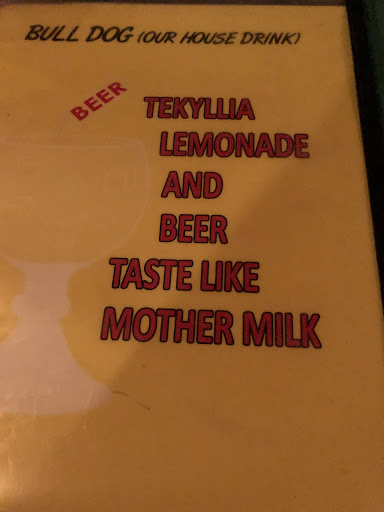 BULL DOG (OUR HOUSE DRINK)
BEER
TEKYLLIA
LEMONADE
AND
BEER
TASTE LIKE
MOTHER MILK